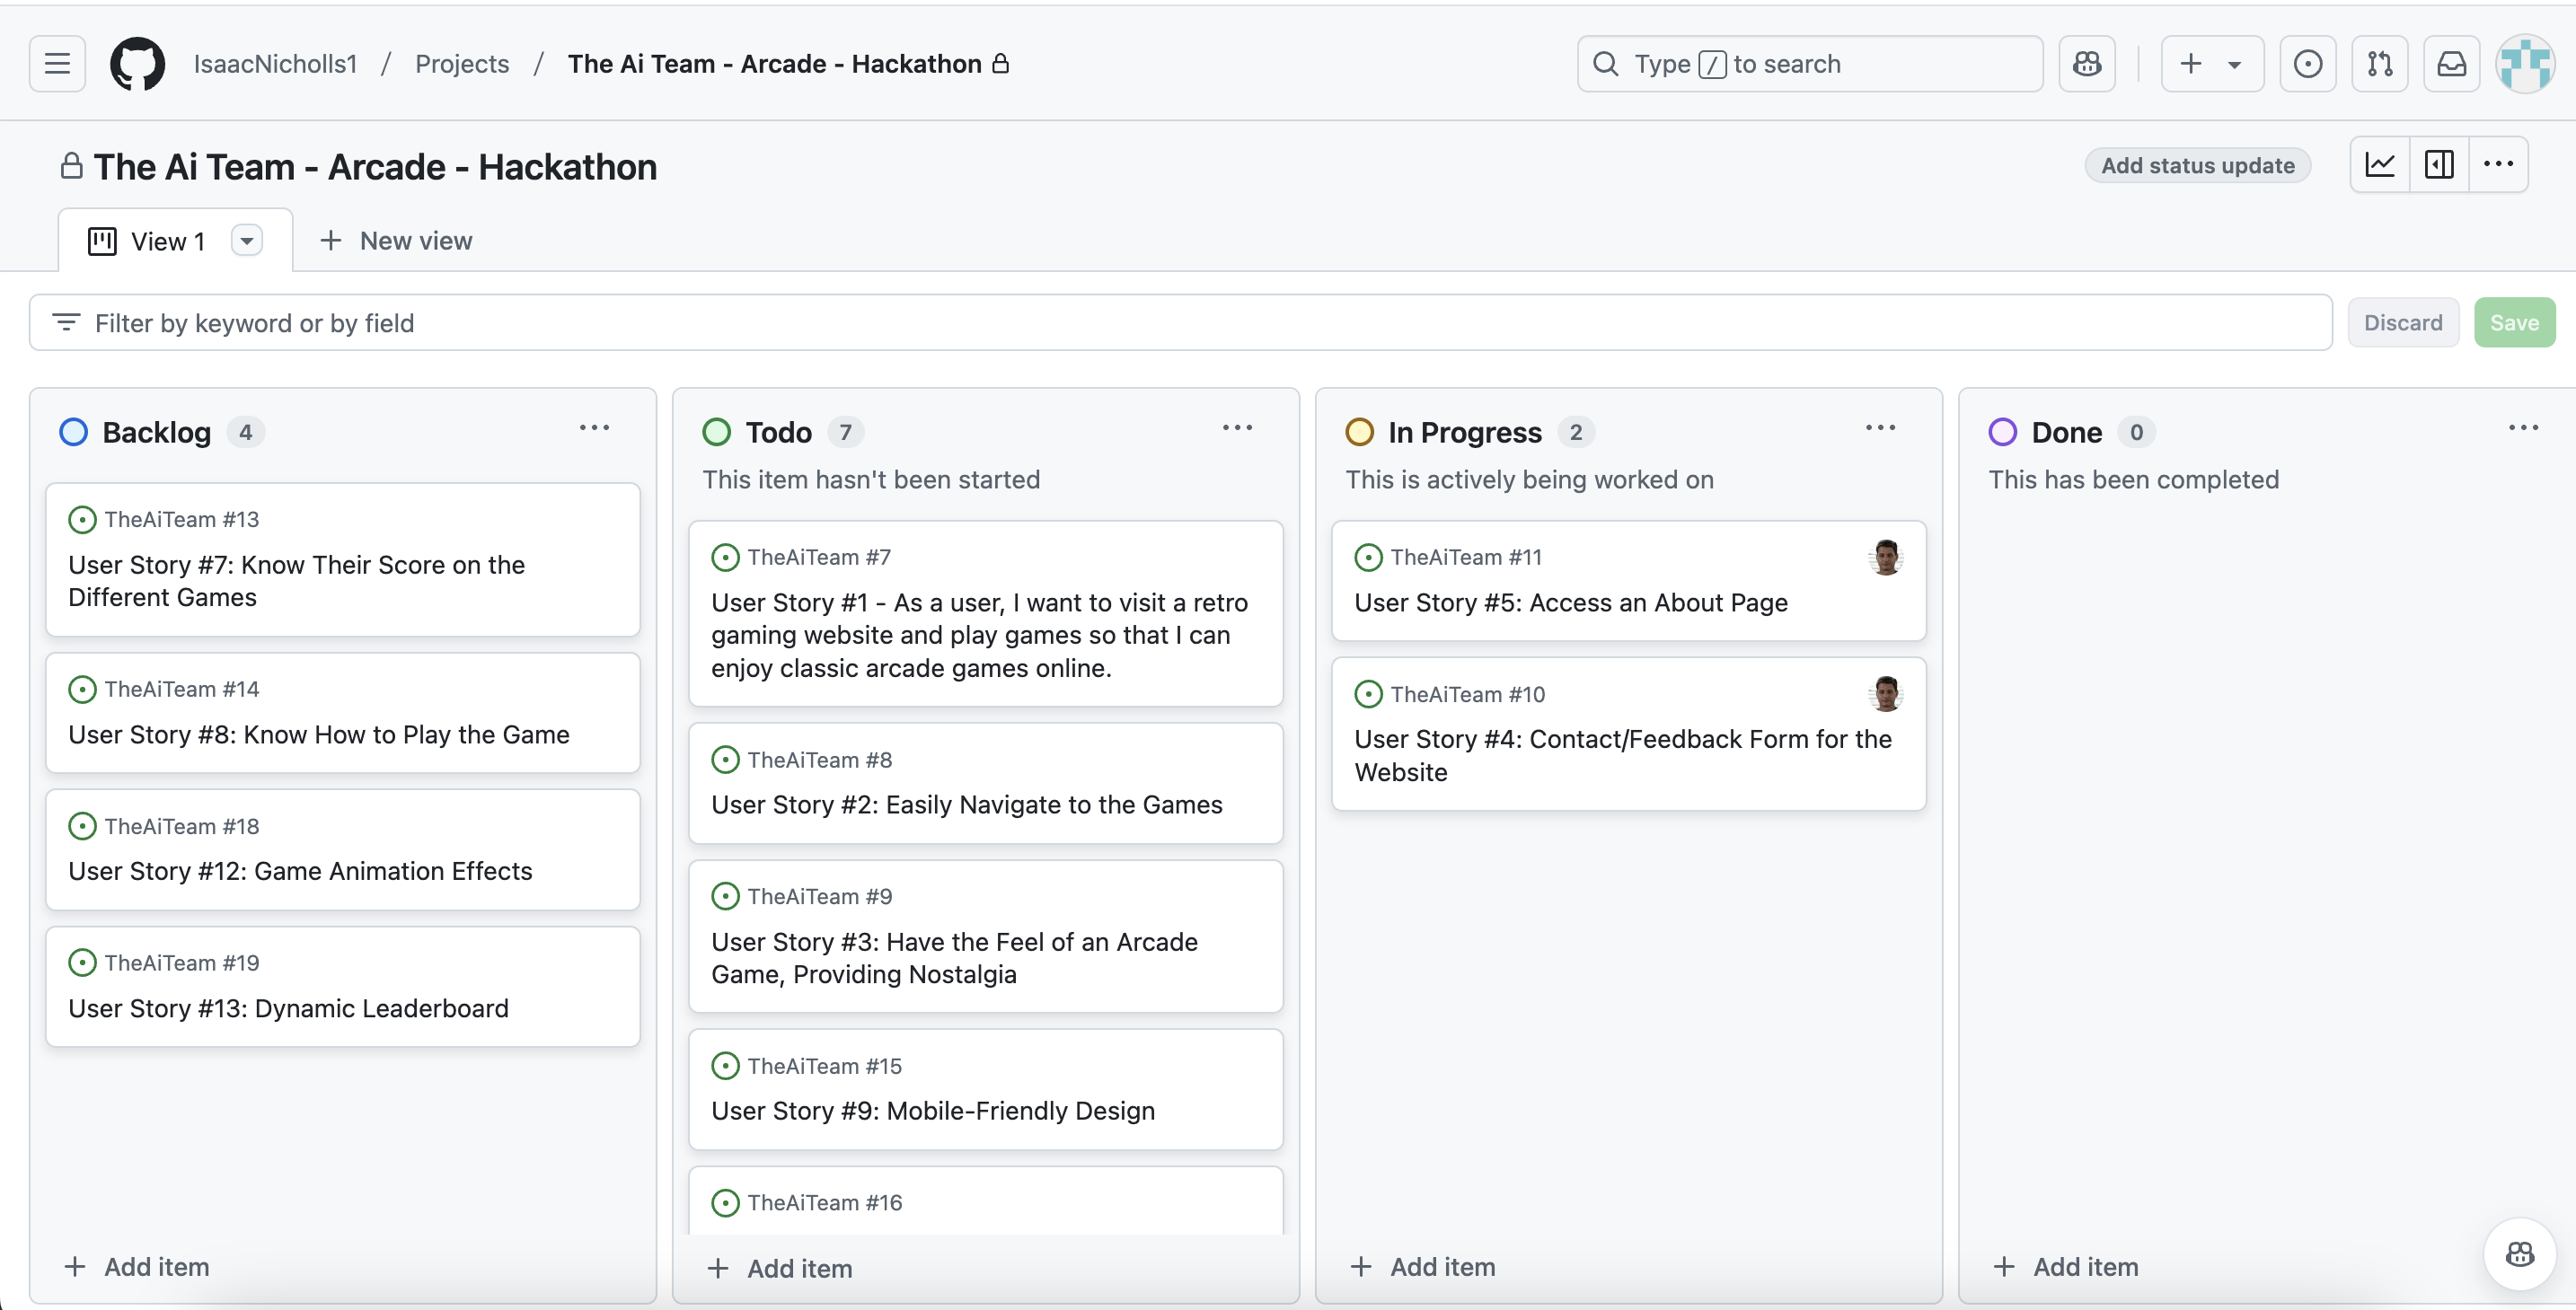 IsaacNicholls1 / Projects / The Ai Team - Arcade - Hackathon
Type / to search
The Ai Team - Arcade - Hackathon
Add status update
View 1
New view
Filter by keyword or by field
Discard
Save
Backlog 4
TheAiTeam #13
User Story #7: Know Their Score on the
Different Games
TheAiTeam #14
User Story #8: Know How to Play the Game
TheAiTeam #18
User Story #12: Game Animation Effects
TheAiTeam #19
User Story #13: Dynamic Leaderboard
+ Add item
Todo 7
This item hasn't been started
TheAiTeam #7
User Story #1 - As a user, I want to visit a retro
gaming website and play games so that I can
enjoy classic arcade games online.
TheAiTeam #8
User Story #2: Easily Navigate to the Games
TheAiTeam #9
User Story #3: Have the Feel of an Arcade
Game, Providing Nostalgia
TheAiTeam #15
User Story #9: Mobile-Friendly Design
TheAiTeam #16
+ Add item
In Progress 2
This is actively being worked on
TheAiTeam #11
User Story #5: Access an About Page
TheAiTeam #10
User Story #4: Contact/Feedback Form for the
Website
+ Add item
Done 0
This has been completed
+ Add item